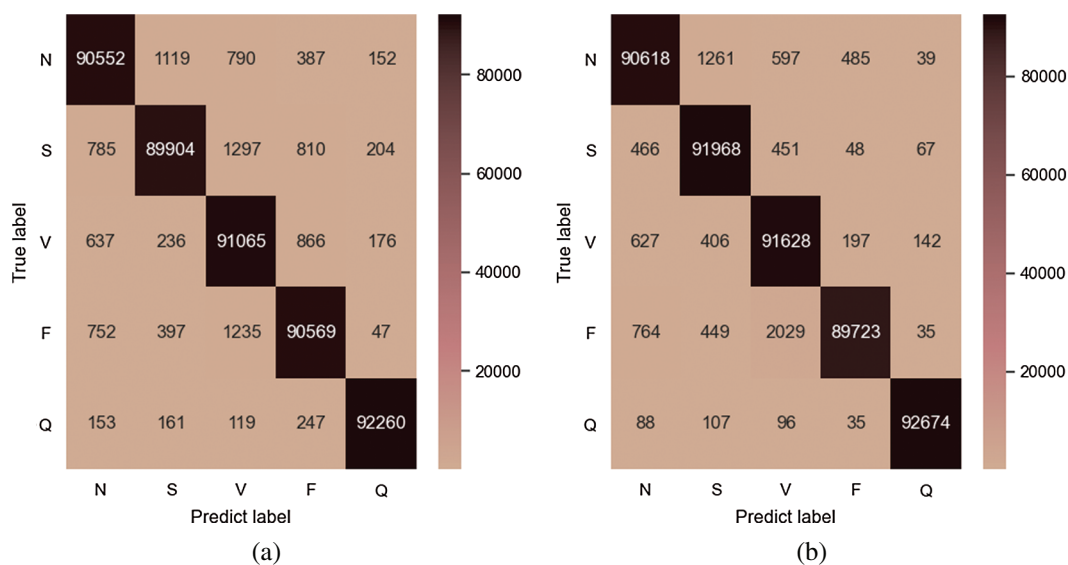 N 90552 1119 790 387 152
S 785 89904 1297 810 204
V 637 236 91065 866 176
F 752 397 1235 90569 47
Q 153 161 119 247 92260
N S V F Q
Predict label
True label
80000
60000
40000
20000
(a)
N 90618 1261 597 485 39
S 466 91968 451 48 67
V 627 406 91628 197 142
F 764 449 2029 89723 35
Q 88 107 96 35 92674
N S V F Q
Predict label
True label
80000
60000
40000
20000
(b)